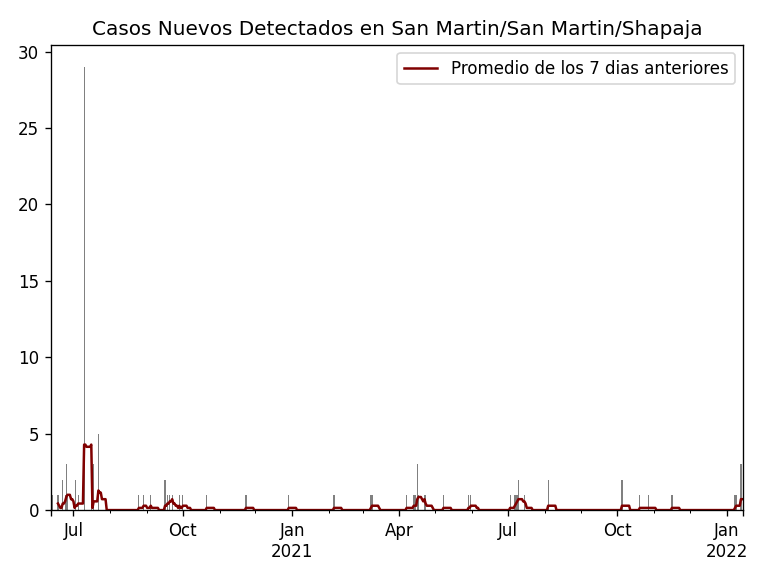 Casos Nuevos Detectados en San Martin/San Martin/Shapaja
Promedio de los 7 dias anteriores
30
25
20
15
10
5
0
Jul Oct Jan Apr Jul Oct Jan
2021 2022